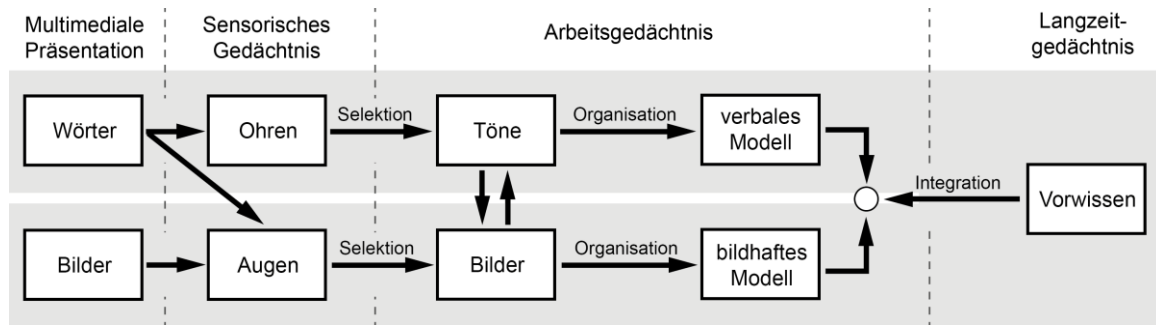 Multimediale
Präsentation
Sensorisches
Gedächtnis
Arbeitsgedächtnis
Langzeit-
gedächtnis
Wörter
Ohren
Selektion
Töne
Organisation
verbales
Modell
Integration
Vorwissen
Bilder
Augen
Selektion
Bilder
Organisation
bildhaftes
Modell